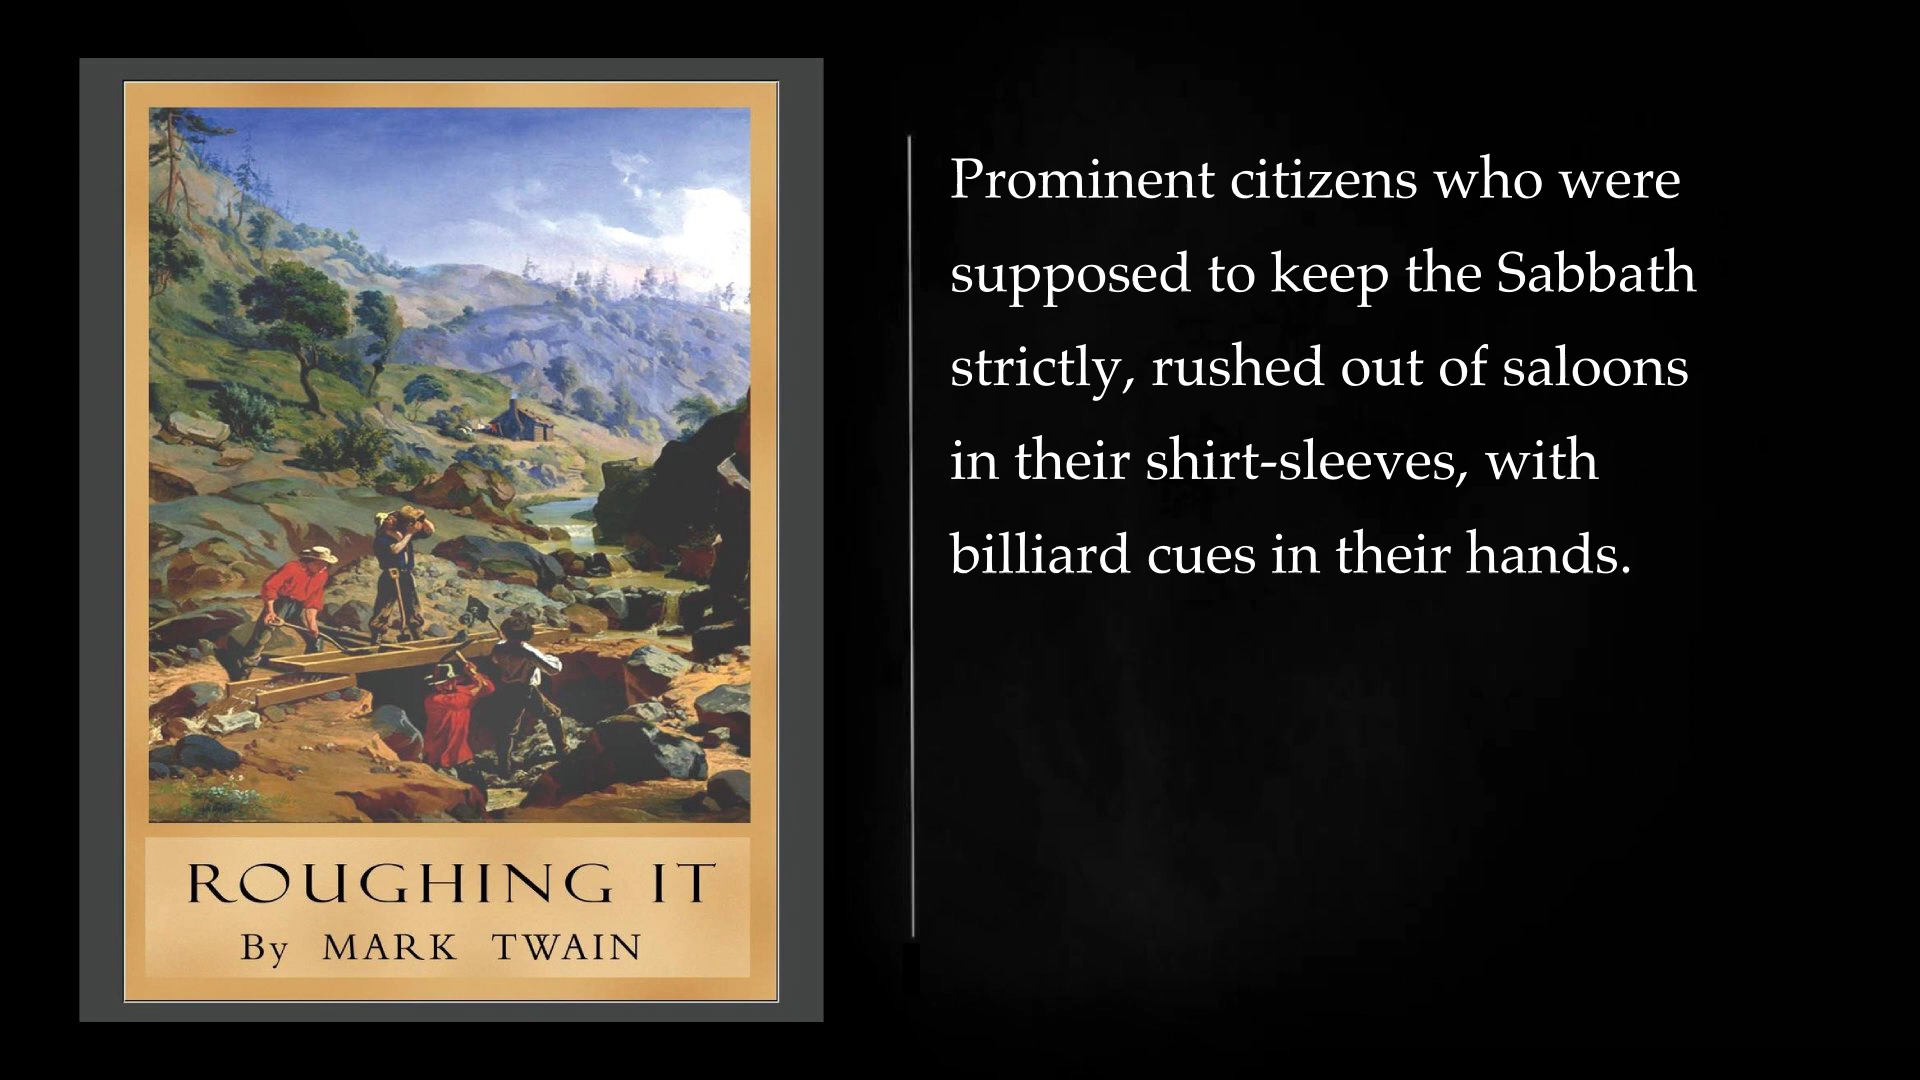 ROUGHING IT
By MARK TWAIN
Prominent citizens who were
supposed to keep the Sabbath
strictly, rushed out of saloons
in their shirt-sleeves, with
billiard cues in their hands.